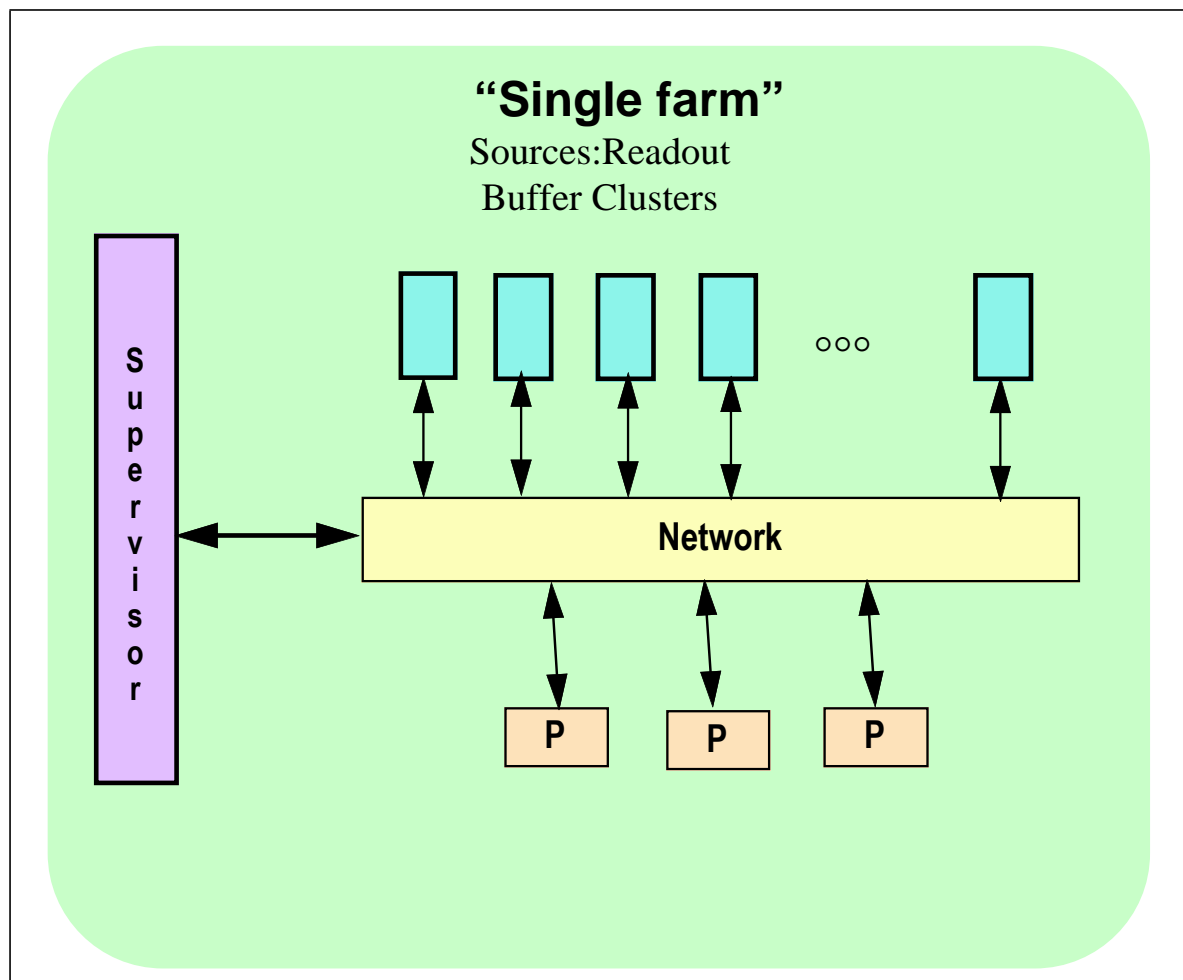 “Single farm”
Sources:Readout
Buffer Clusters
Supervisor
Network
P
P
P